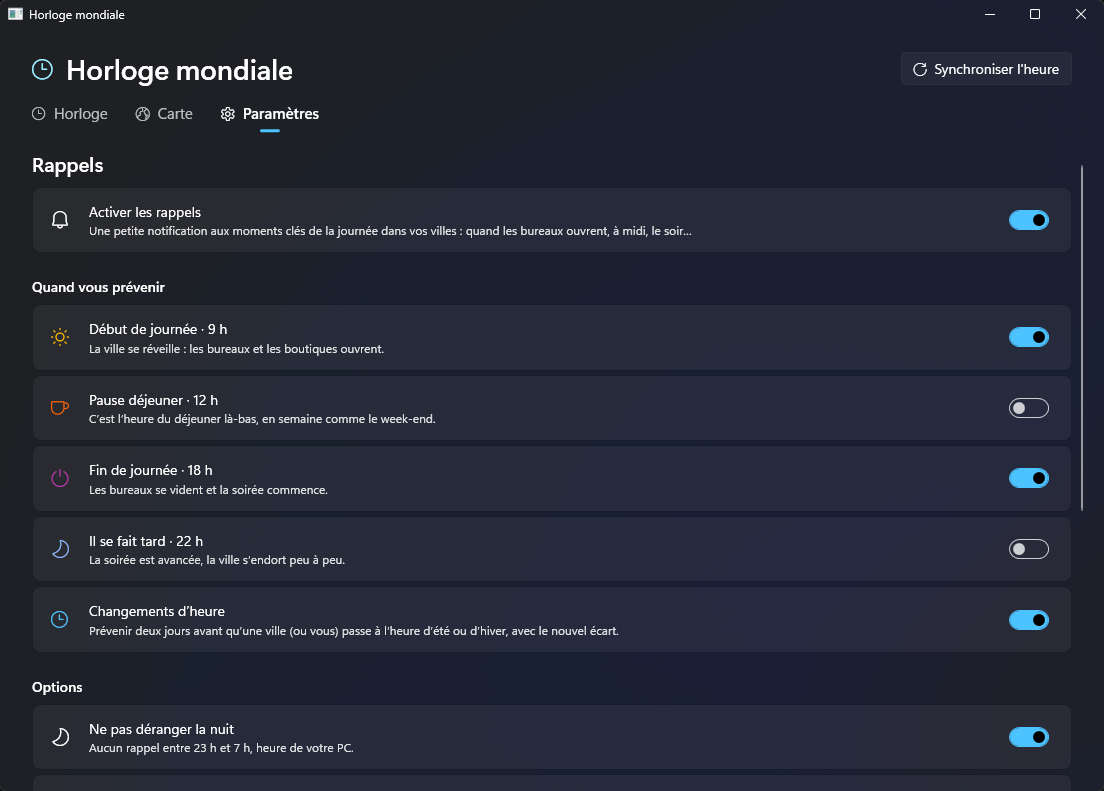 Horloge mondiale
Horloge mondiale
Synchroniser l'heure
Horloge
Carte
Paramètres
Rappels
Activer les rappels
Une petite notification aux moments clés de la journée dans vos villes : quand les bureaux ouvrent, à midi, le soir...
Quand vous prévenir
Début de journée · 9 h
La ville se réveille : les bureaux et les boutiques ouvrent.
Pause déjeuner · 12 h
C’est l’heure du déjeuner là-bas, en semaine comme le week-end.
Fin de journée · 18 h
Les bureaux se vident et la soirée commence.
Il se fait tard · 22 h
La soirée est avancée, la ville s’endort peu à peu.
Changements d’heure
Prévenir deux jours avant qu’une ville (ou vous) passe à l’heure d’été ou d’hiver, avec le nouvel écart.
Options
Ne pas déranger la nuit
Aucun rappel entre 23 h et 7 h, heure de votre PC.